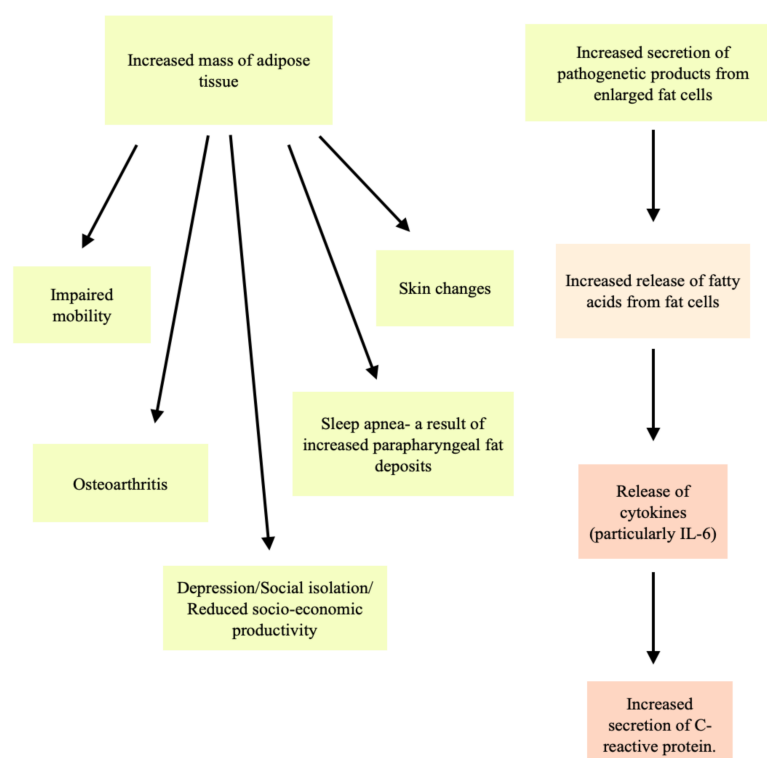 Increased mass of adipose
tissue
Increased secretion of
pathogenetic products from
enlarged fat cells
Impaired
mobility
Skin changes
Increased release of fatty
acids from fat cells
Osteoarthritis
Sleep apnea- a result of
increased parapharyngeal fat
deposits
Release of
cytokines
(particularly IL-6)
Depression/Social isolation/
Reduced socio-economic
productivity
Increased
secretion of C-
reactive protein.